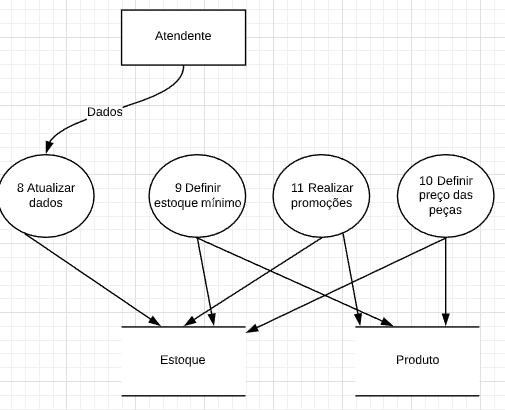 Atendente
Dados
8 Atualizar
dados
9 Definir
estoque mínimo
11 Realizar
promoções
10 Definir
preço das
peças
Estoque
Produto